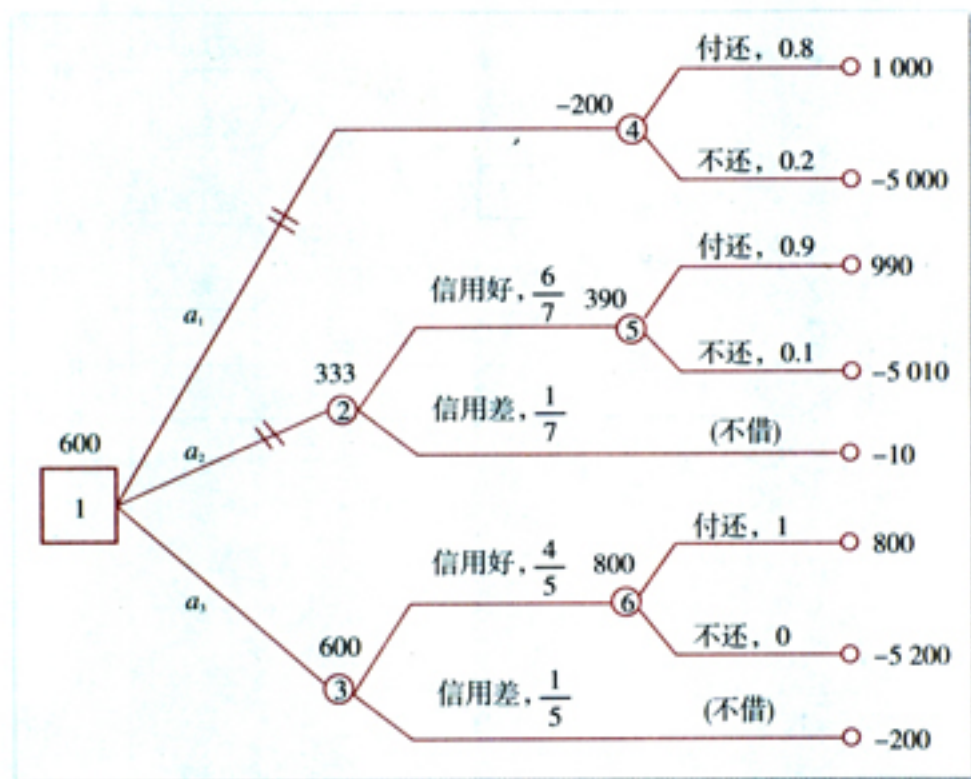 付还，0.8
1 000
-200
4
不还，0.2
-5 000
付还，0.9
990
信用好，6/7
390
5
a₁
不还，0.1
-5 010
333
2
信用差，1/7
(不借)
-10
600
a₂
1
付还，1
800
信用好，4/5
800
6
a₃
不还，0
-5 200
600
3
信用差，1/5
(不借)
-200